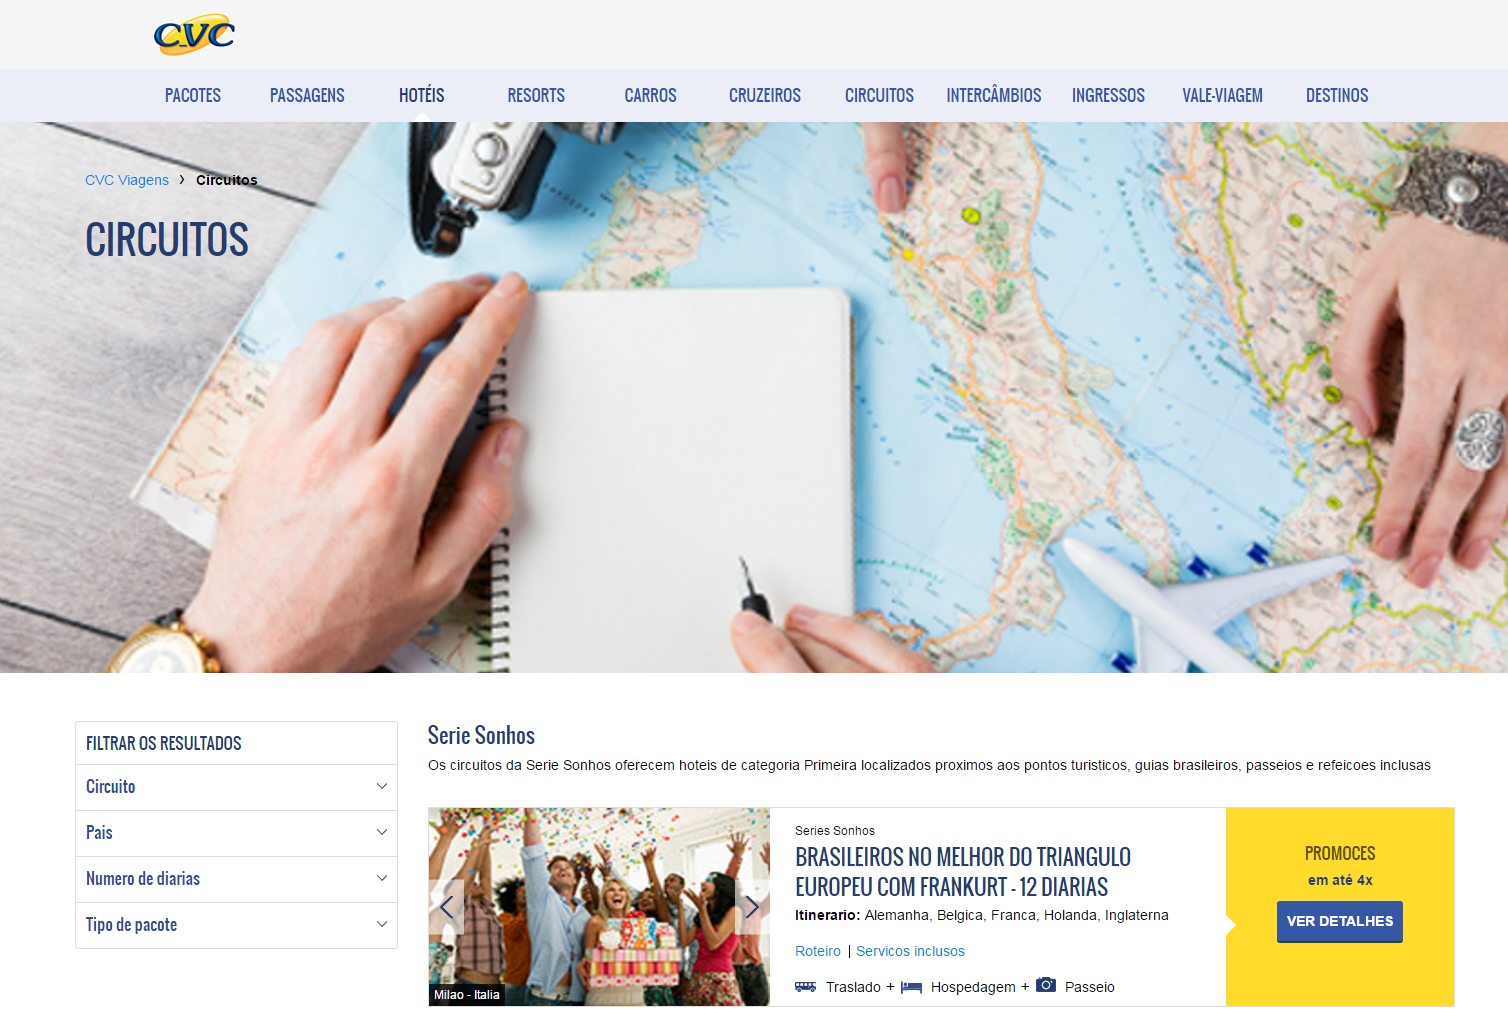 CVC
PACOTES PASSAGENS HOTÉIS RESORTS CARROS CRUZEIROS CIRCUITOS INTERCÂMBIOS INGRESSOS VALE-VIAGEM DESTINOS
CVC Viagens › Circuitos
CIRCUITOS
FILTRAR OS RESULTADOS
Circuito
Pais
Numero de diarias
Tipo de pacote
Serie Sonhos
Os circuitos da Serie Sonhos oferecem hoteis de categoria Primeira localizados proximos aos pontos turisticos, guias brasileiros, passeios e refeicoes inclusas
Milao - Italia
Series Sonhos
BRASILEIROS NO MELHOR DO TRIANGULO
EUROPEU COM FRANKURT - 12 DIARIAS
Itinerario: Alemanha, Belgica, Franca, Holanda, Inglaterna
Roteiro | Servicos inclusos
Traslado + Hospedagem + Passeio
PROMOCES
em até 4x
VER DETALHES